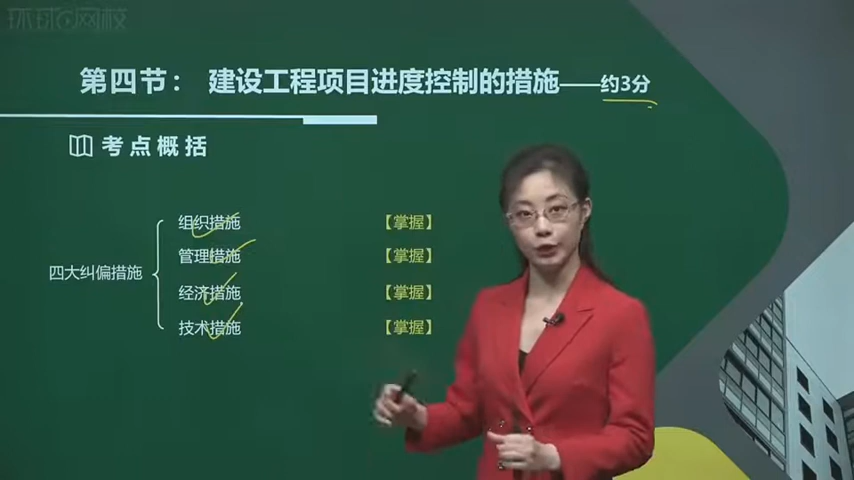 环球网校
第四节： 建设工程项目进度控制的措施——约3分
考点概括
四大纠偏措施
组织措施 【掌握】
管理措施 【掌握】
经济措施 【掌握】
技术措施 【掌握】